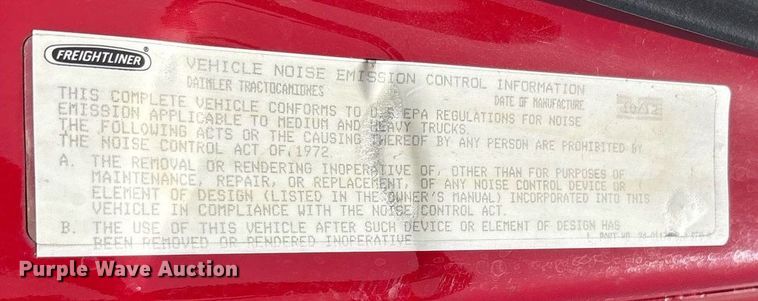 FREIGHTLINER
VEHICLE NOISE EMISSION CONTROL INFORMATION
DAIMLER TRACTOCAMIONES
DATE OF MANUFACTURE
THIS COMPLETE VEHICLE CONFORMS TO U.S. EPA REGULATIONS FOR NOISE
EMISSION APPLICABLE TO MEDIUM AND HEAVY TRUCKS.
THE FOLLOWING ACTS OR THE CAUSING THEREOF BY ANY PERSON ARE PROHIBITED BY
THE NOISE CONTROL ACT OF 1972
A. THE REMOVAL OR RENDERING INOPERATIVE OF, OTHER THAN FOR PURPOSES OF
MAINTENANCE, REPAIR, OR REPLACEMENT, OF ANY NOISE CONTROL DEVICE OR
ELEMENT OF DESIGN (LISTED IN THE OWNER'S MANUAL) INCORPORATED INTO THIS
VEHICLE IN COMPLIANCE WITH THE NOISE CONTROL ACT.
B. THE USE OF THIS VEHICLE AFTER SUCH DEVICE OR ELEMENT OF DESIGN HAS
BEEN REMOVED OR RENDERED INOPERATIVE.
PART NO.
Purple Wave Auction